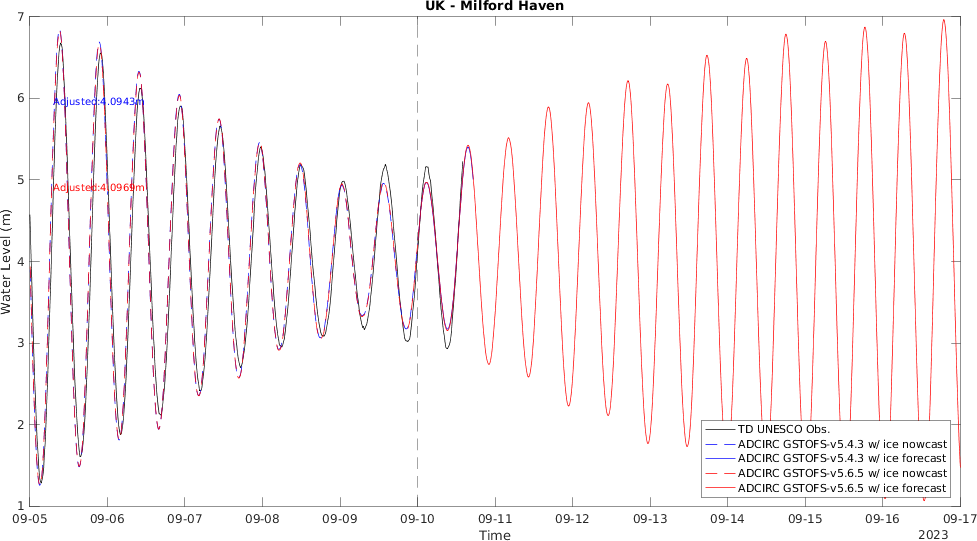 UK - Milford Haven
7
6
5
4
3
2
1
Water Level (m)
Adjusted:4.0943m
Adjusted:4.0969m
TD UNESCO Obs.
ADCIRC GSTOFS-v5.4.3 w/ ice nowcast
ADCIRC GSTOFS-v5.4.3 w/ ice forecast
ADCIRC GSTOFS-v5.6.5 w/ ice nowcast
ADCIRC GSTOFS-v5.6.5 w/ ice forecast
09-05 09-06 09-07 09-08 09-09 09-10 09-11 09-12 09-13 09-14 09-15 09-16 09-17
Time
2023